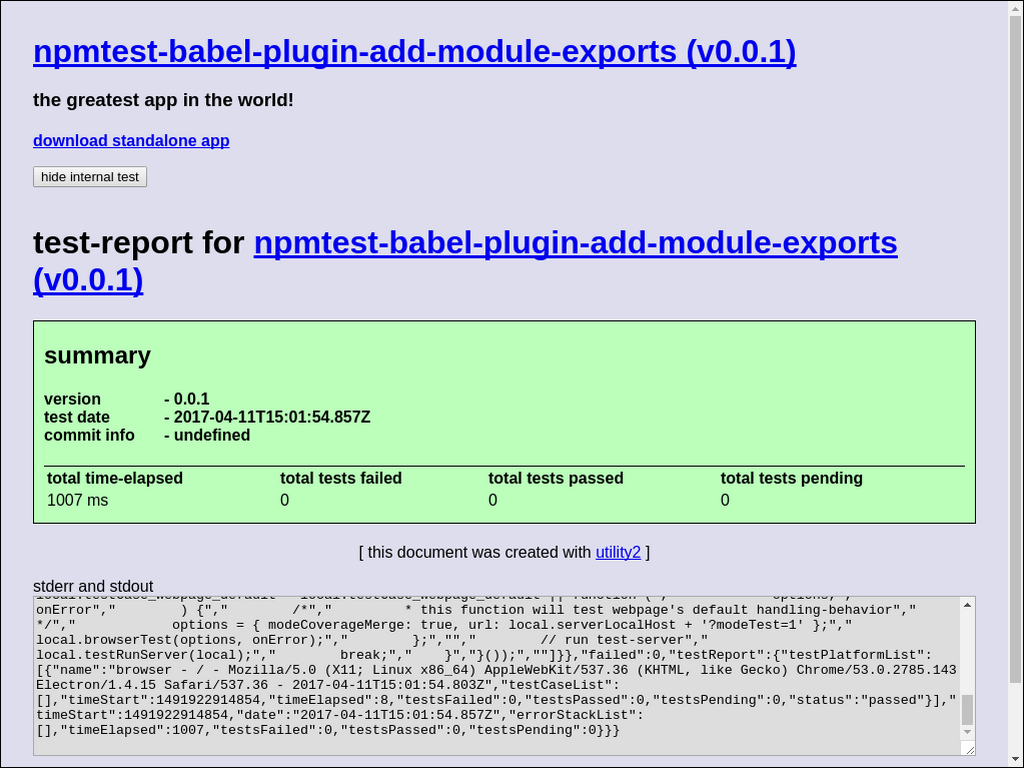 npmtest-babel-plugin-add-module-exports (v0.0.1)
the greatest app in the world!
download standalone app
hide internal test
test-report for npmtest-babel-plugin-add-module-exports
(v0.0.1)
summary
version - 0.0.1
test date - 2017-04-11T15:01:54.857Z
commit info - undefined
total time-elapsed total tests failed total tests passed total tests pending
1007 ms 0 0 0
[ this document was created with utility2 ]
stderr and stdout
onError","        ) {","        /*","         * this function will test webpage's default handling-behavior","
*/","            options = { modeCoverageMerge: true, url: local.serverLocalHost + '?modeTest=1' };","
local.browserTest(options, onError);","        };","","        // run test-server","
local.testRunServer(local);","        break;","    }","}());",""]}},"failed":0,"testReport":{"testPlatformList":
[{"name":"browser - / - Mozilla/5.0 (X11; Linux x86_64) AppleWebKit/537.36 (KHTML, like Gecko) Chrome/53.0.2785.143
Electron/1.4.15 Safari/537.36 - 2017-04-11T15:01:54.803Z","testCaseList":
[],"timeStart":1491922914854,"timeElapsed":8,"testsFailed":0,"testsPassed":0,"testsPending":0,"status":"passed"}],"
timeStart":1491922914854,"date":"2017-04-11T15:01:54.857Z","errorStackList":
[],"timeElapsed":1007,"testsFailed":0,"testsPassed":0,"testsPending":0}}}